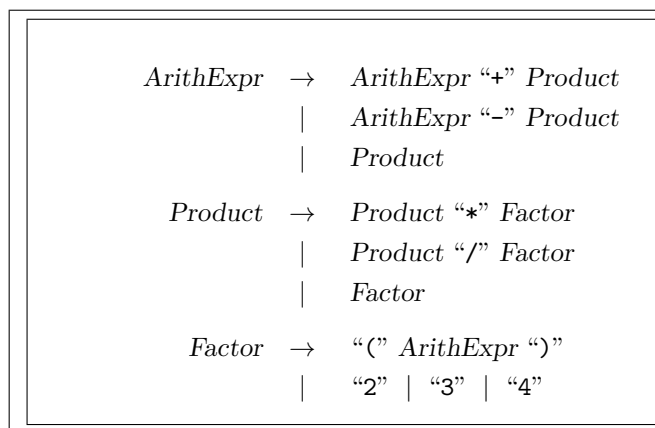 ArithExpr → ArithExpr “+” Product
| ArithExpr “-” Product
| Product
Product → Product “*” Factor
| Product “/” Factor
| Factor
Factor → “(” ArithExpr “)”
| “2” | “3” | “4”